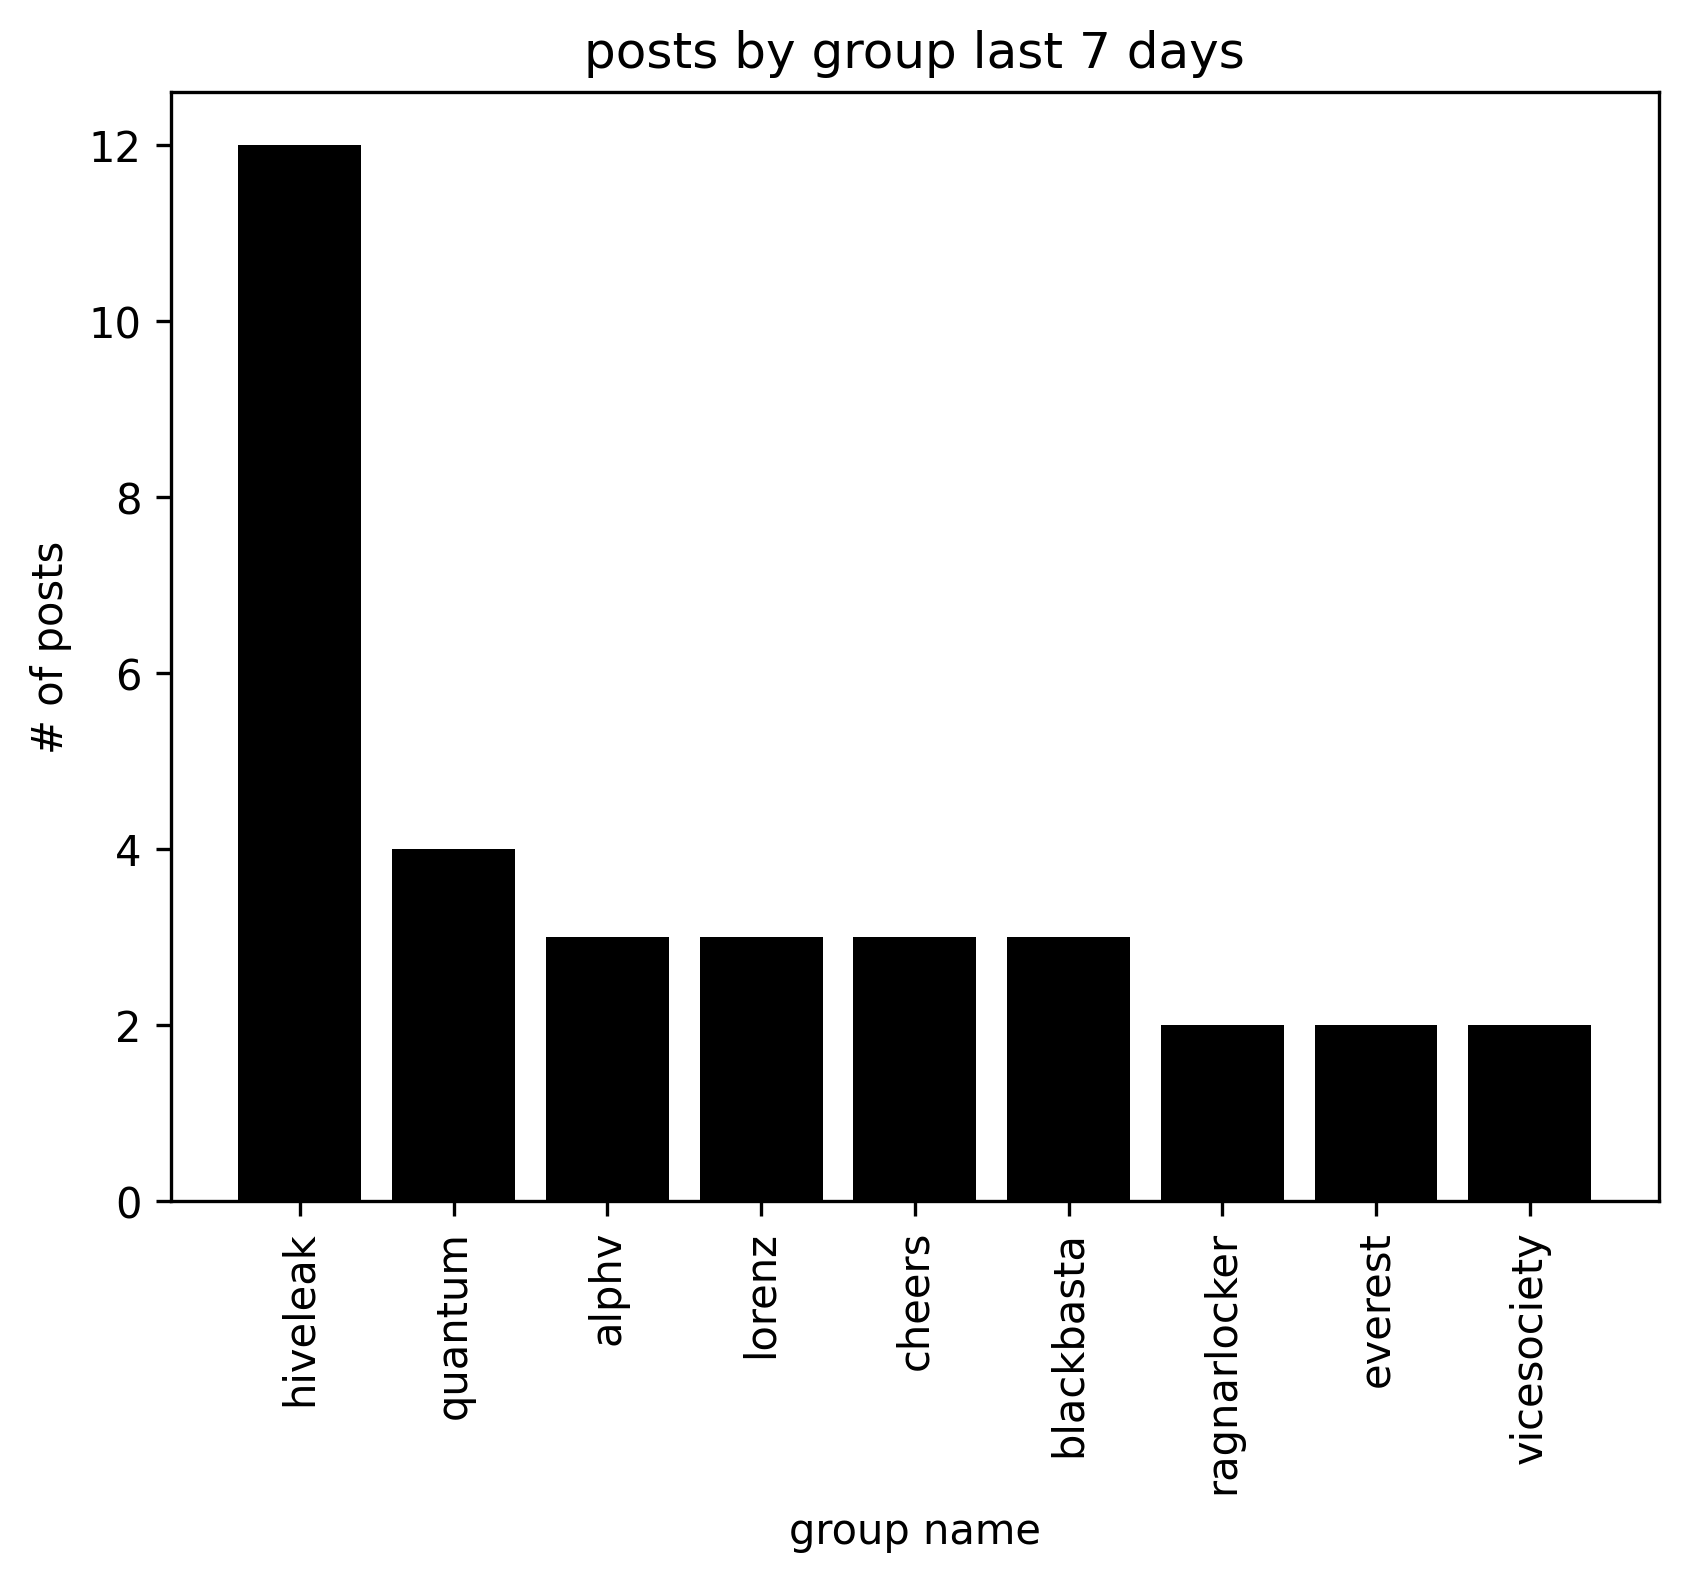 posts by group last 7 days
12
10
8
6
4
2
0
# of posts
hiveleak
quantum
alphv
lorenz
cheers
blackbasta
ragnarlocker
everest
vicesociety
group name